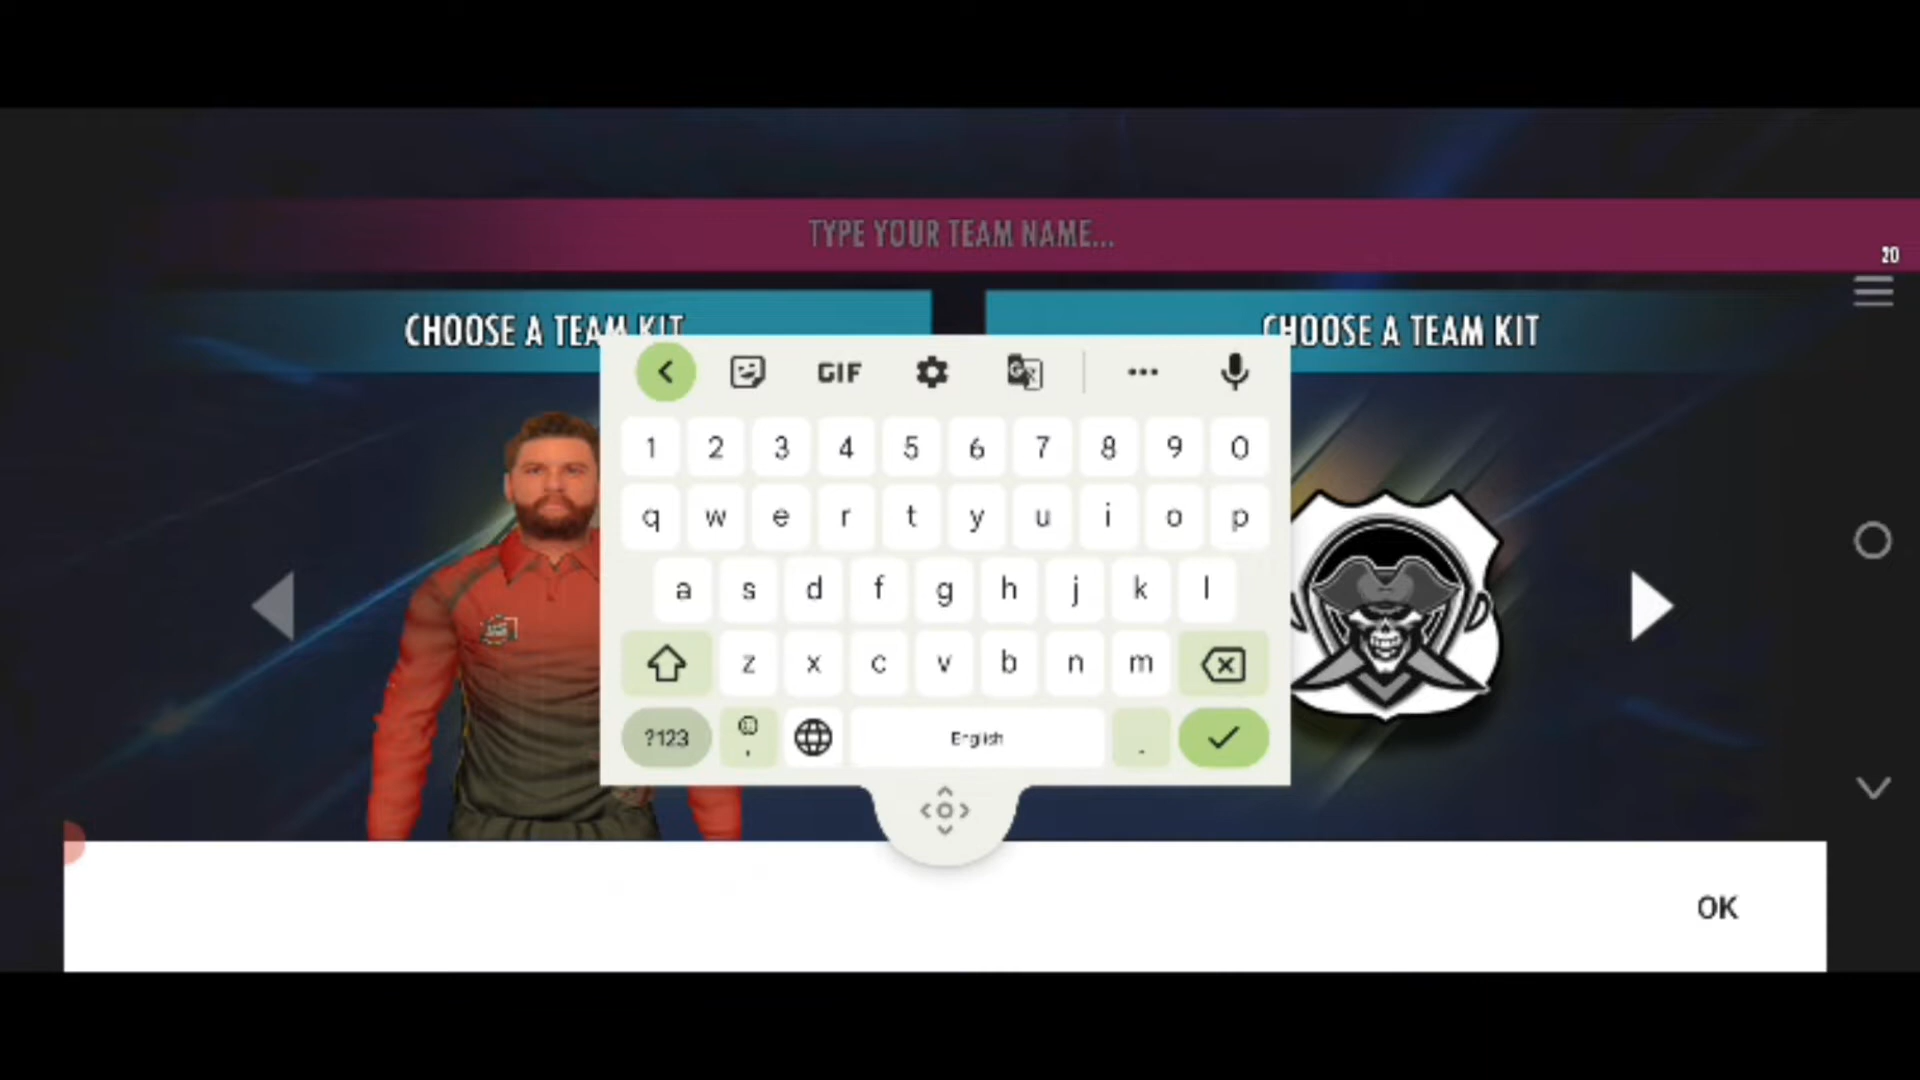 TYPE YOUR TEAM NAME...
20
CHOOSE A TEAM KIT
CHOOSE A TEAM KIT
GIF
1 2 3 4 5 6 7 8 9 0
q w e r t y u i o p
a s d f g h j k l
z x c v b n m
?123 , English .
OK